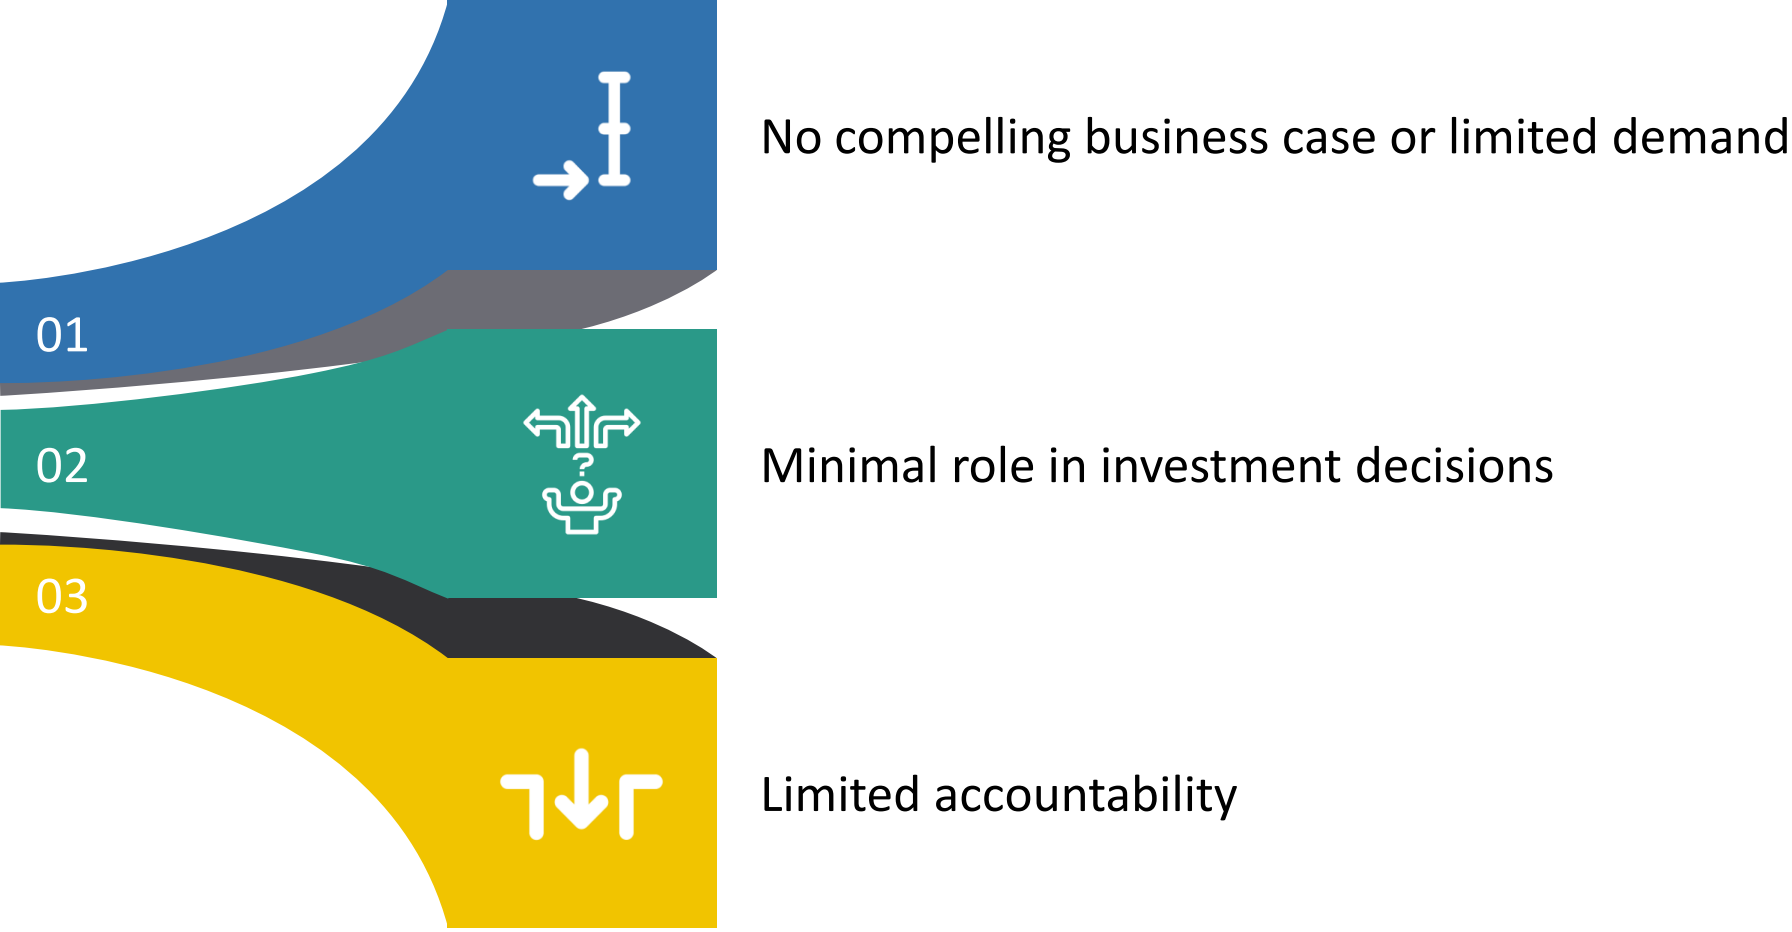 01
No compelling business case or limited demand
02
Minimal role in investment decisions
?
03
Limited accountability